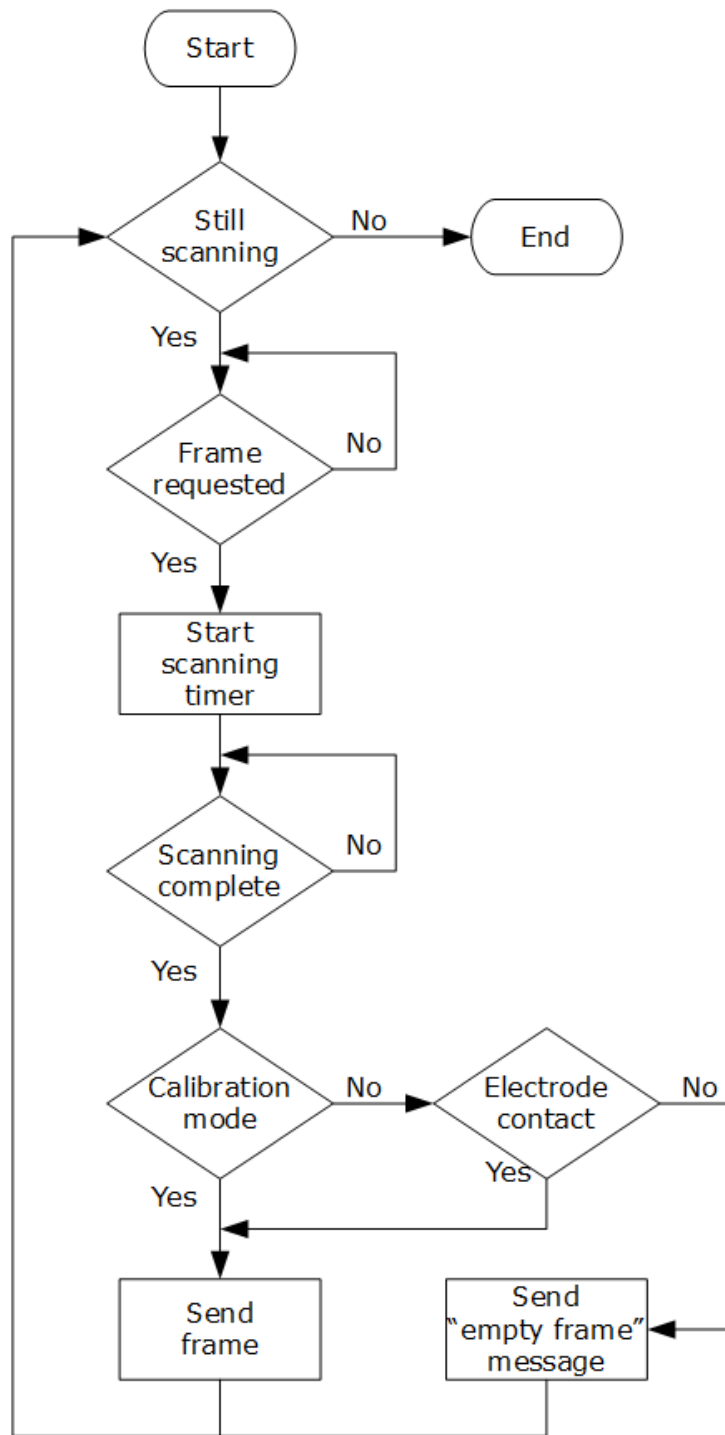 Start
Still
scanning
No
End
Yes
Frame
requested
No
Yes
Start
scanning
timer
Scanning
complete
No
Yes
Calibration
mode
No
Electrode
contact
No
Yes
Yes
Send
frame
Send
“empty frame”
message